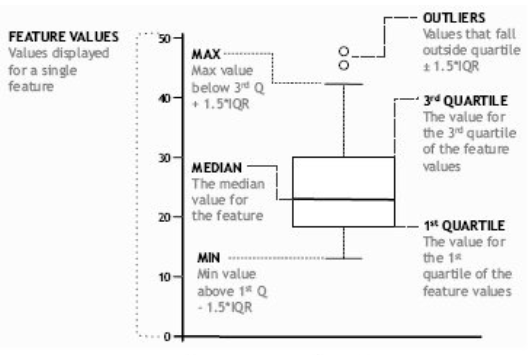 FEATURE VALUES
Values displayed
for a single
feature
50
40
30
20
10
0
MAX
Max value
below 3rd Q
+ 1.5*IQR
MEDIAN
The median
value for
the feature
MIN
Min value
above 1st Q
- 1.5*IQR
OUTLIERS
Values that fall
outside quartile
± 1.5*IQR
3rd QUARTILE
The value for
the 3rd quartile
of the feature
values
1st QUARTILE
The value for
the 1st
quartile of the
feature values